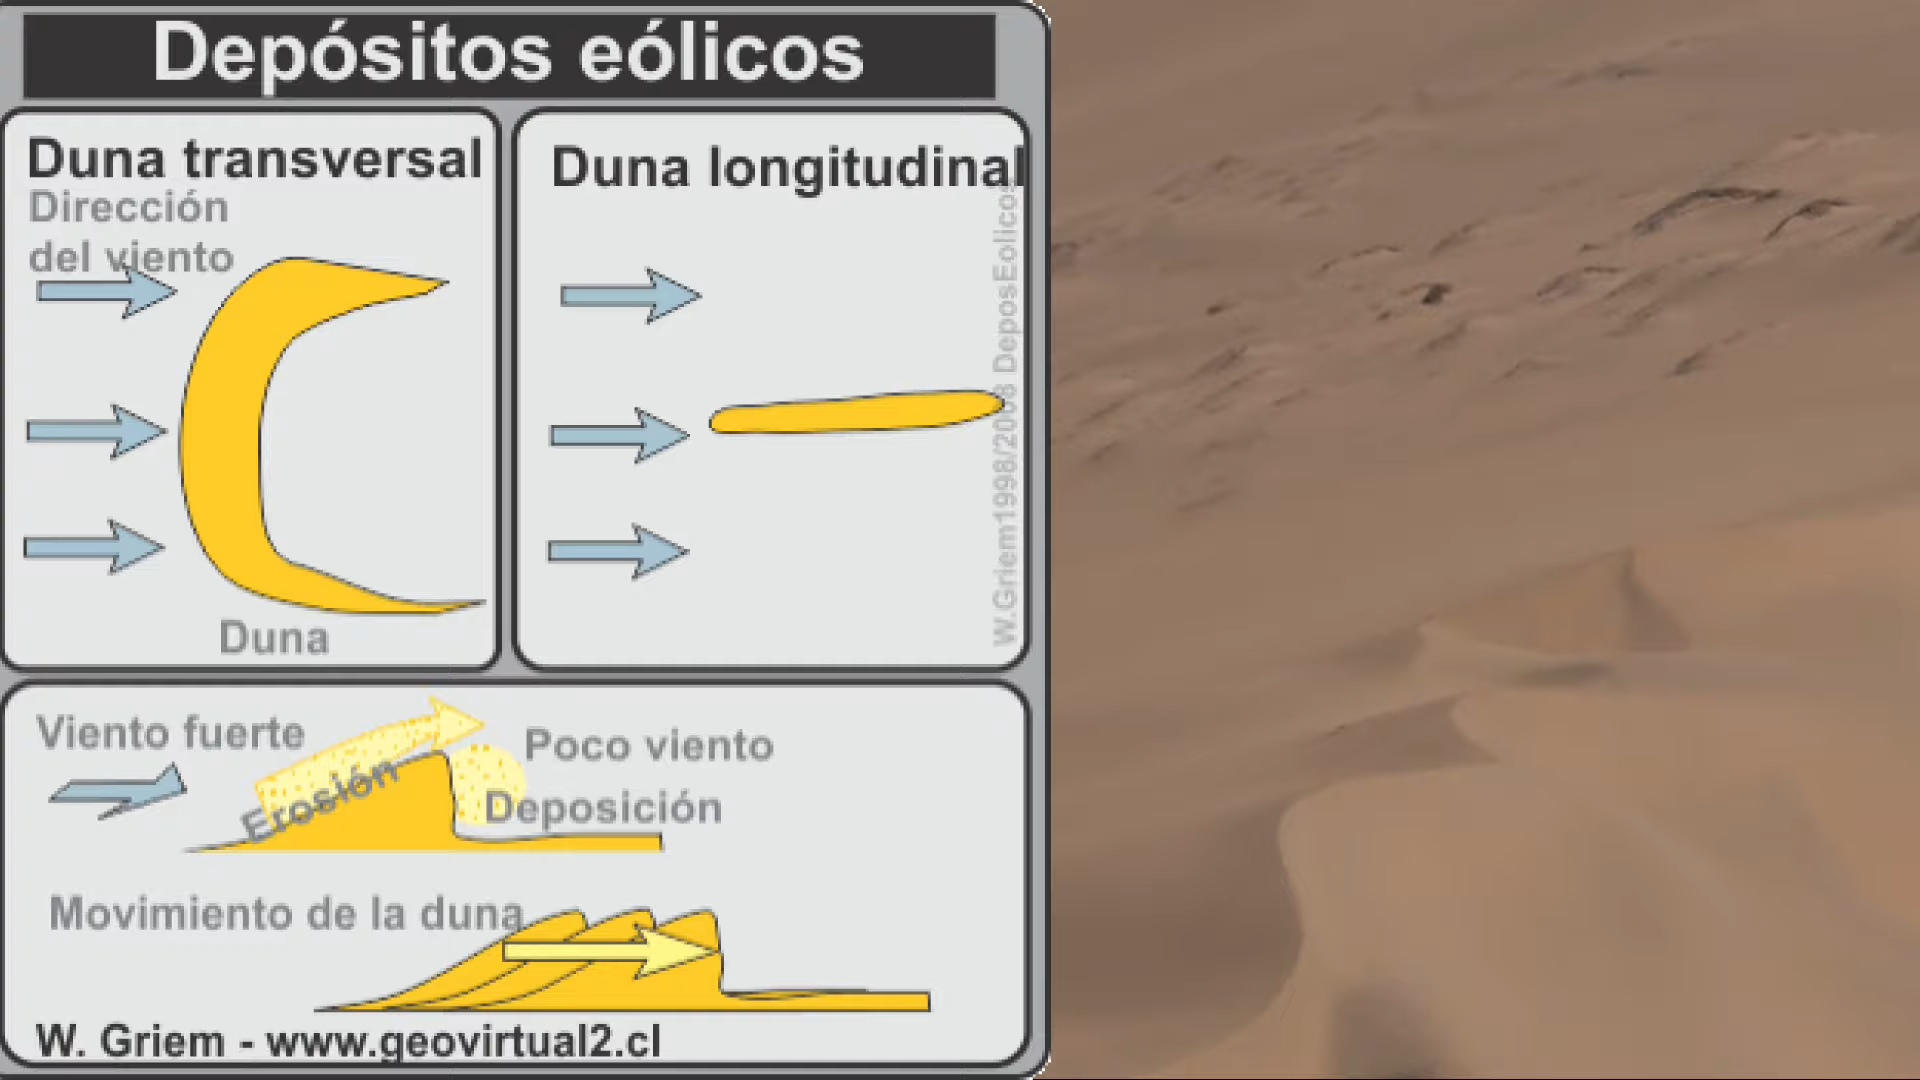 Depósitos eólicos
Duna transversal
Dirección
del viento
Duna
Duna longitudinal
W.Griem1998/2008 DeposEolicos
Viento fuerte
Erosión
Poco viento
Deposición
Movimiento de la duna
W. Griem - www.geovirtual2.cl